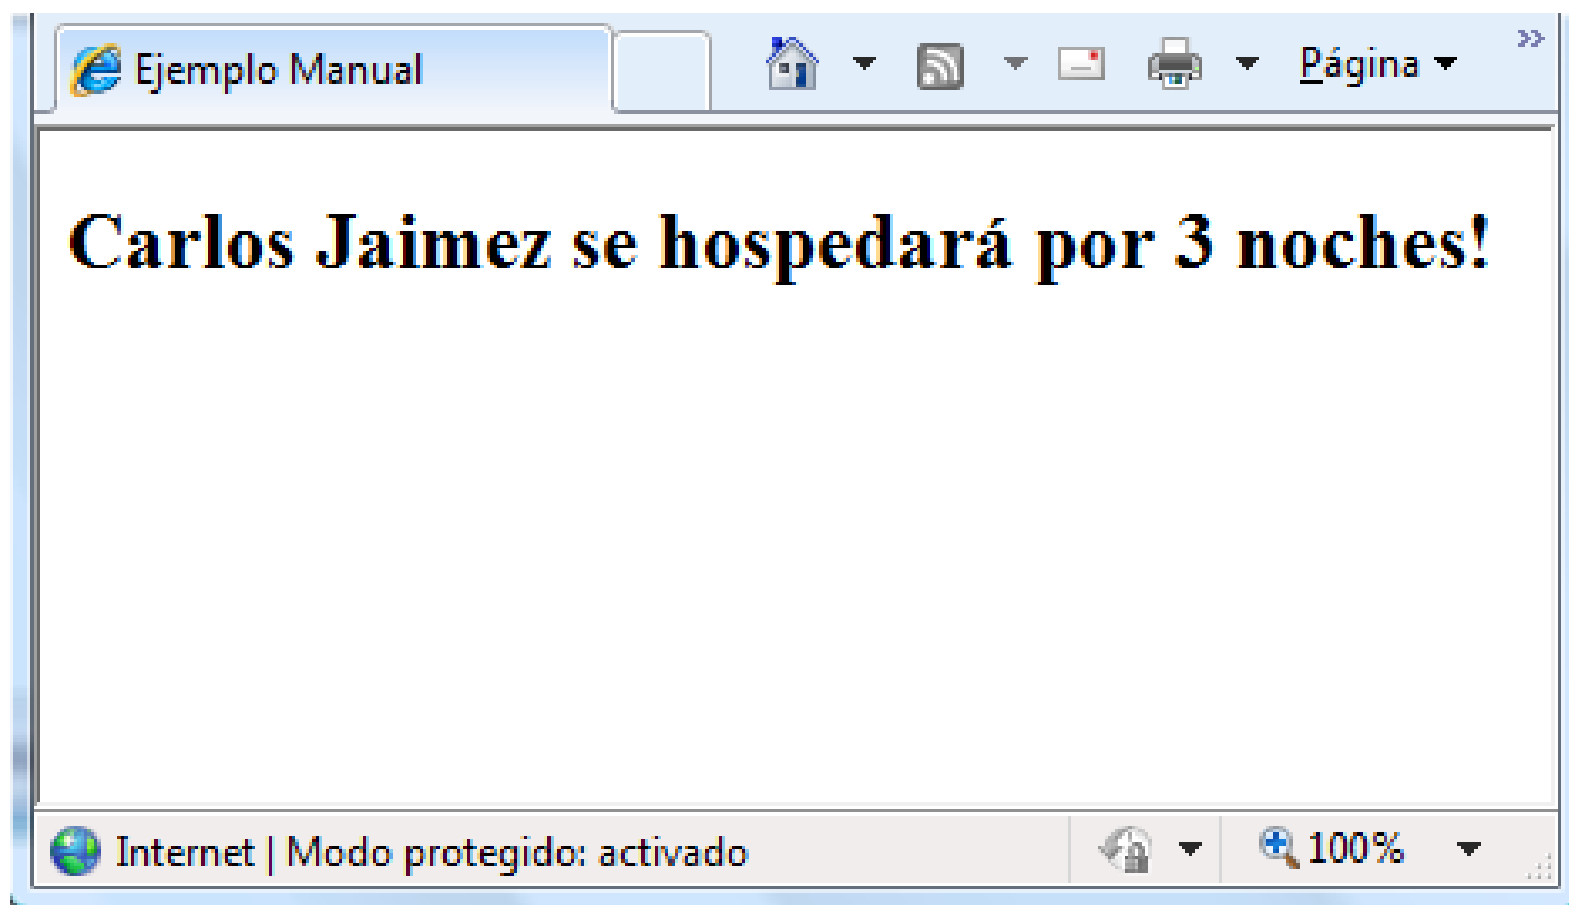 Ejemplo Manual
Página
»
Carlos Jaimez se hospedará por 3 noches!
Internet | Modo protegido: activado
100%